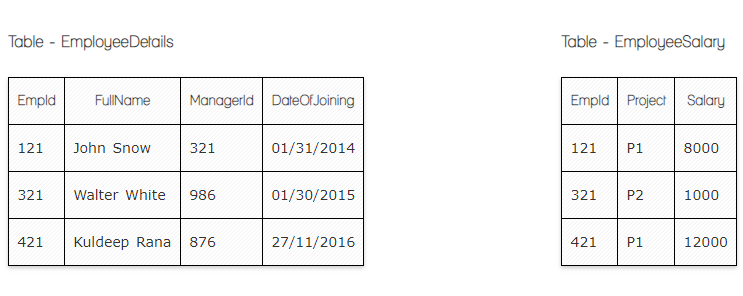 Table - EmployeeDetails
EmpId FullName ManagerId DateOfJoining
121 John Snow 321 01/31/2014
321 Walter White 986 01/30/2015
421 Kuldeep Rana 876 27/11/2016
Table - EmployeeSalary
EmpId Project Salary
121 P1 8000
321 P2 1000
421 P1 12000